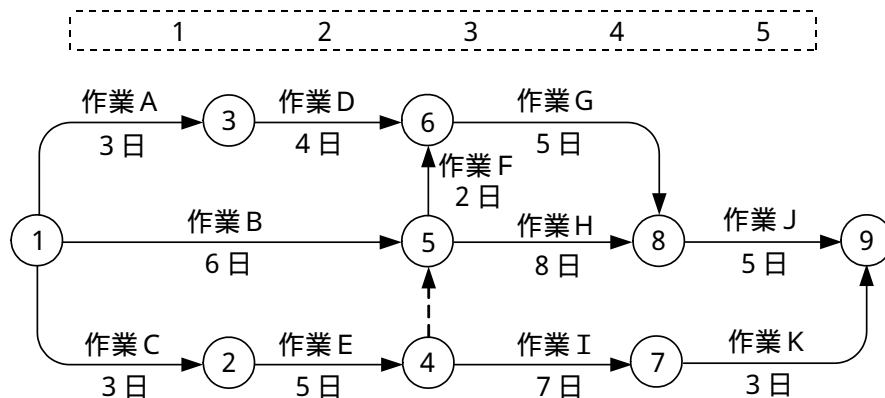 1 2 3 4 5
作業A 作業D 作業G
3 6
3日 4日 5日
作業F
2日
作業B 作業H 作業J
1 5 8 9
6日 8日 5日
作業C 作業E 作業I 作業K
2 4 7
3日 5日 7日 3日